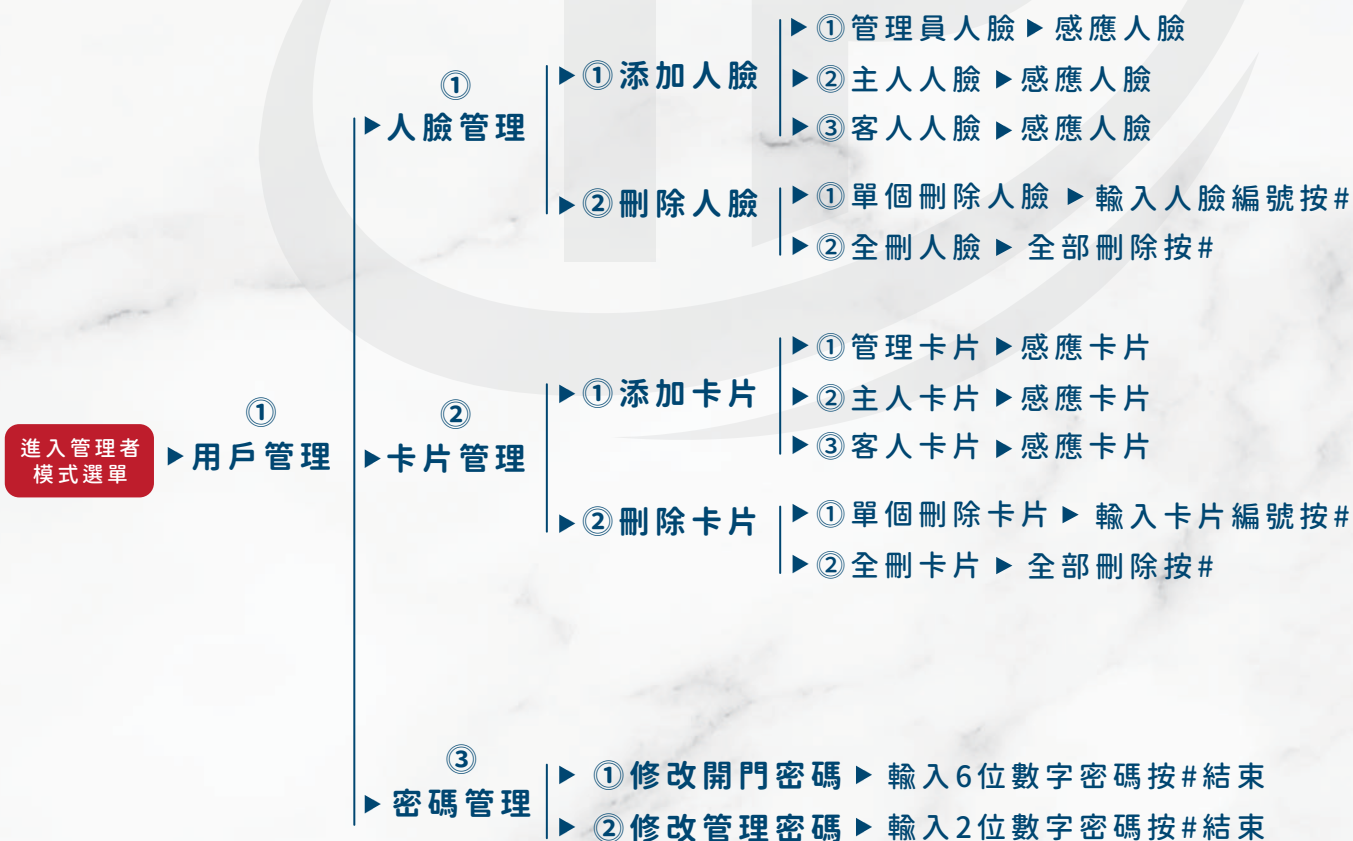 進入管理者
模式選單
▶①用戶管理
▶①人臉管理
▶①添加人臉
▶①管理員人臉▶感應人臉
▶②主人人臉▶感應人臉
▶③客人人臉▶感應人臉
▶②刪除人臉
▶①單個刪除人臉▶輸入人臉編號按#
▶②全刪人臉▶全部刪除按#
▶②卡片管理
▶①添加卡片
▶①管理卡片▶感應卡片
▶②主人卡片▶感應卡片
▶③客人卡片▶感應卡片
▶②刪除卡片
▶①單個刪除卡片▶輸入卡片編號按#
▶②全刪卡片▶全部刪除按#
▶③密碼管理
▶①修改開門密碼▶輸入6位數字密碼按#結束
▶②修改管理密碼▶輸入2位數字密碼按#結束